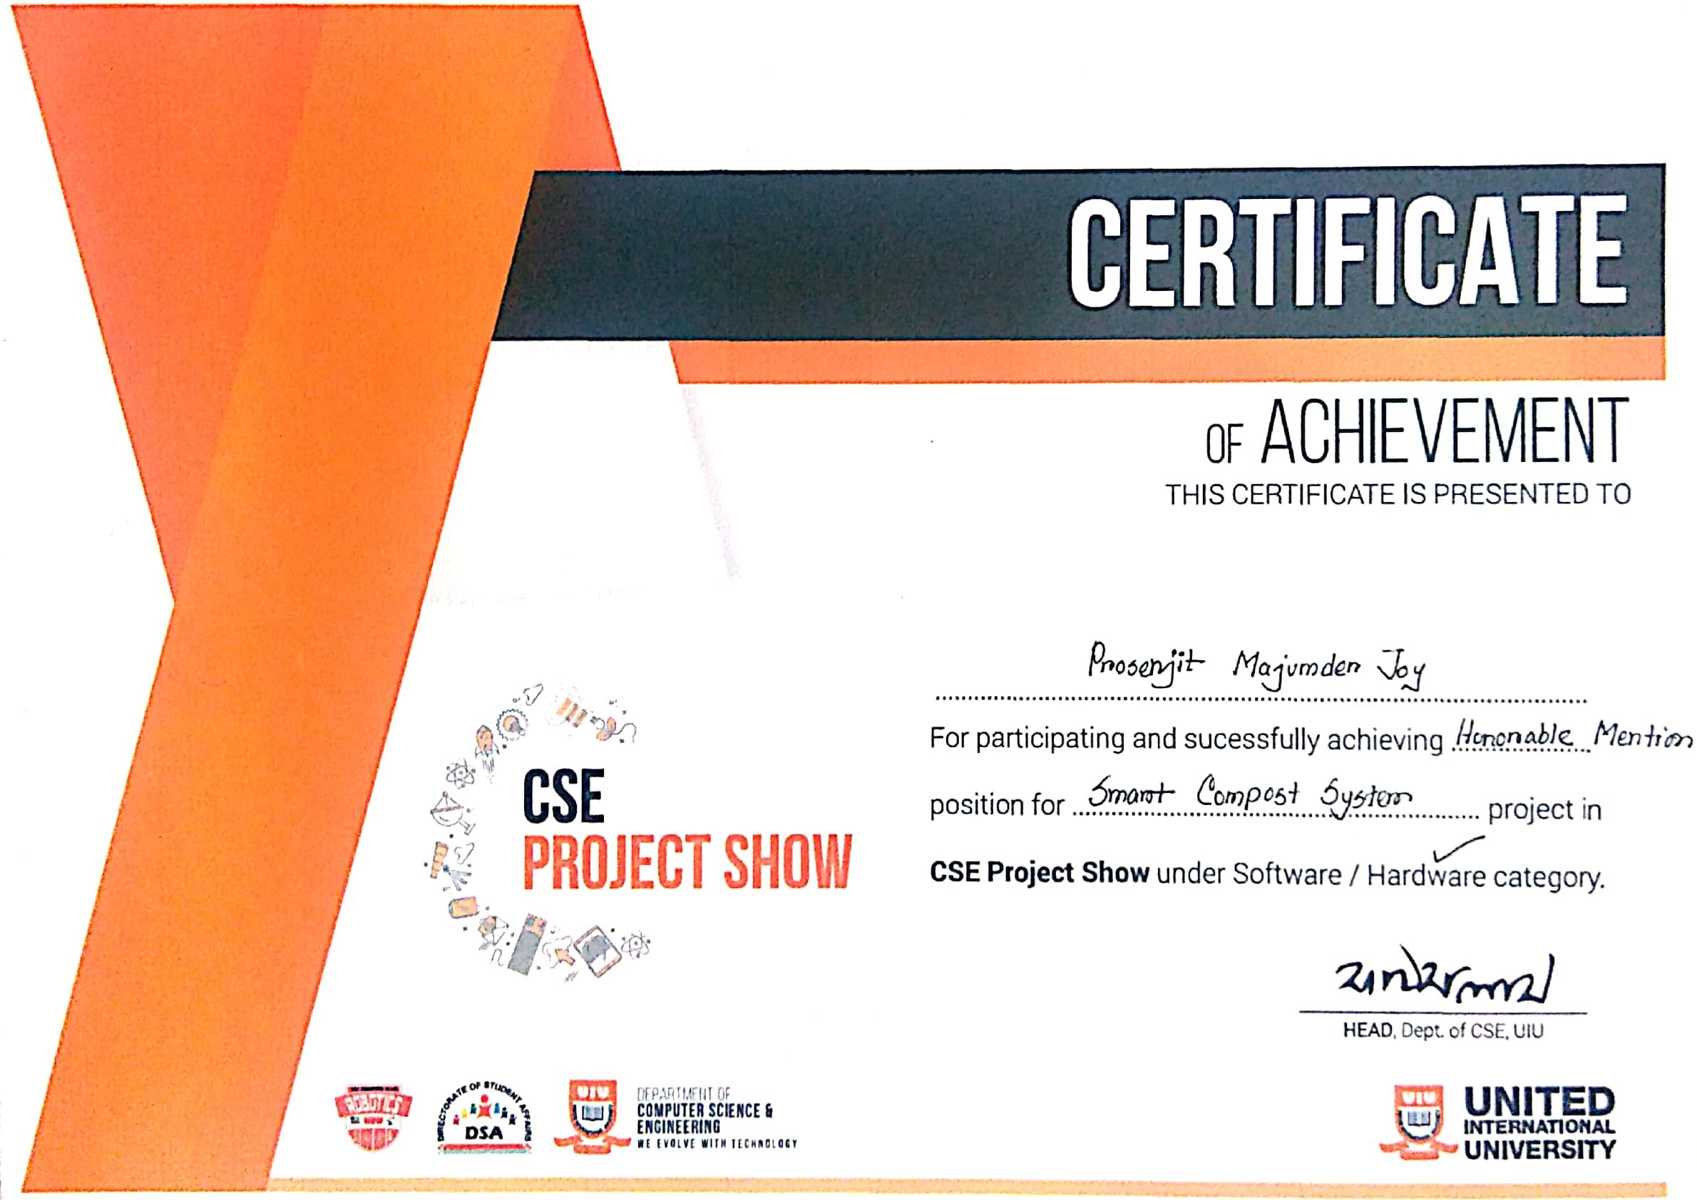 CERTIFICATE
OF ACHIEVEMENT
THIS CERTIFICATE IS PRESENTED TO
Prosenjit Majumder Joy
For participating and sucessfully achieving Honorable Mention
position for Smart Compost System project in
CSE Project Show under Software / Hardware category.
CSE
PROJECT SHOW
HEAD, Dept. of CSE, UIU
ROBOTICS
DIRECTORATE OF STUDENT AFFAIRS
DSA
UIU
DEPARTMENT OF
COMPUTER SCIENCE &
ENGINEERING
WE EVOLVE WITH TECHNOLOGY
UIU
UNITED
INTERNATIONAL
UNIVERSITY